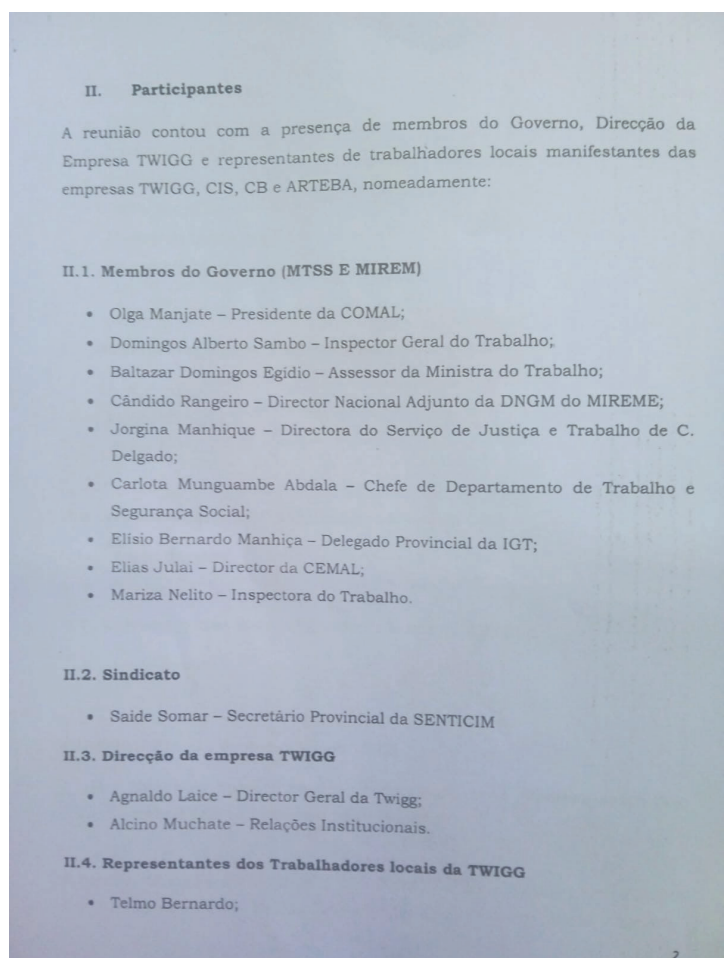 II. Participantes
A reunião contou com a presença de membros do Governo, Direcção da
Empresa TWIGG e representantes de trabalhadores locais manifestantes das
empresas TWIGG, CIS, CB e ARTEBA, nomeadamente:
II.1. Membros do Governo (MTSS E MIREM)
• Olga Manjate – Presidente da COMAL;
• Domingos Alberto Sambo – Inspector Geral do Trabalho;
• Baltazar Domingos Egídio – Assessor da Ministra do Trabalho;
• Cândido Rangeiro – Director Nacional Adjunto da DNGM do MIREME;
• Jorgina Manhique – Directora do Serviço de Justiça e Trabalho de C.
Delgado;
• Carlota Munguambe Abdala – Chefe de Departamento de Trabalho e
Segurança Social;
• Elísio Bernardo Manhiça – Delegado Provincial da IGT;
• Elias Julai – Director da CEMAL;
• Mariza Nelito – Inspectora do Trabalho.
II.2. Sindicato
• Saide Somar – Secretário Provincial da SENTICIM
II.3. Direcção da empresa TWIGG
• Agnaldo Laice – Director Geral da Twigg;
• Alcino Muchate – Relações Institucionais.
II.4. Representantes dos Trabalhadores locais da TWIGG
• Telmo Bernardo;
2